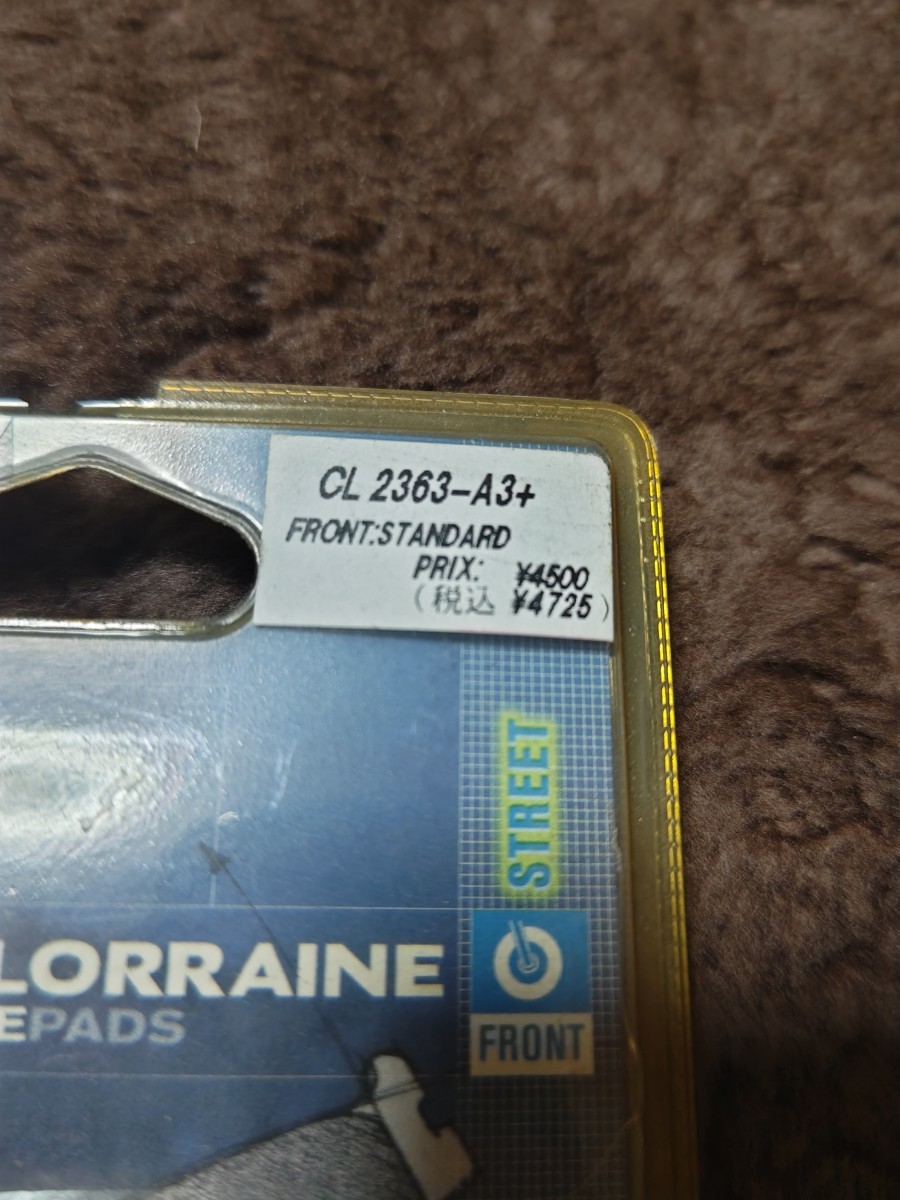 CL 2363-A3+
FRONT:STANDARD
PRIX: ¥4500
(税込 ¥4725)
STREET
LORRAINE
EPADS
FRONT